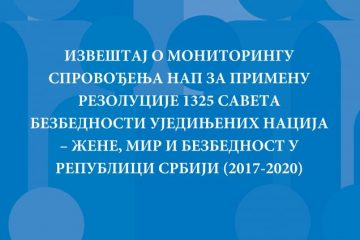 ИЗВЕШТАЈ О МОНИТОРИНГУ
СПРОВОЂЕЊА НАП ЗА ПРИМЕНУ
РЕЗОЛУЦИЈЕ 1325 САВЕТА
БЕЗБЕДНОСТИ УЈЕДИЊЕНИХ НАЦИЈА
– ЖЕНЕ, МИР И БЕЗБЕДНОСТ У
РЕПУБЛИЦИ СРБИЈИ (2017-2020)